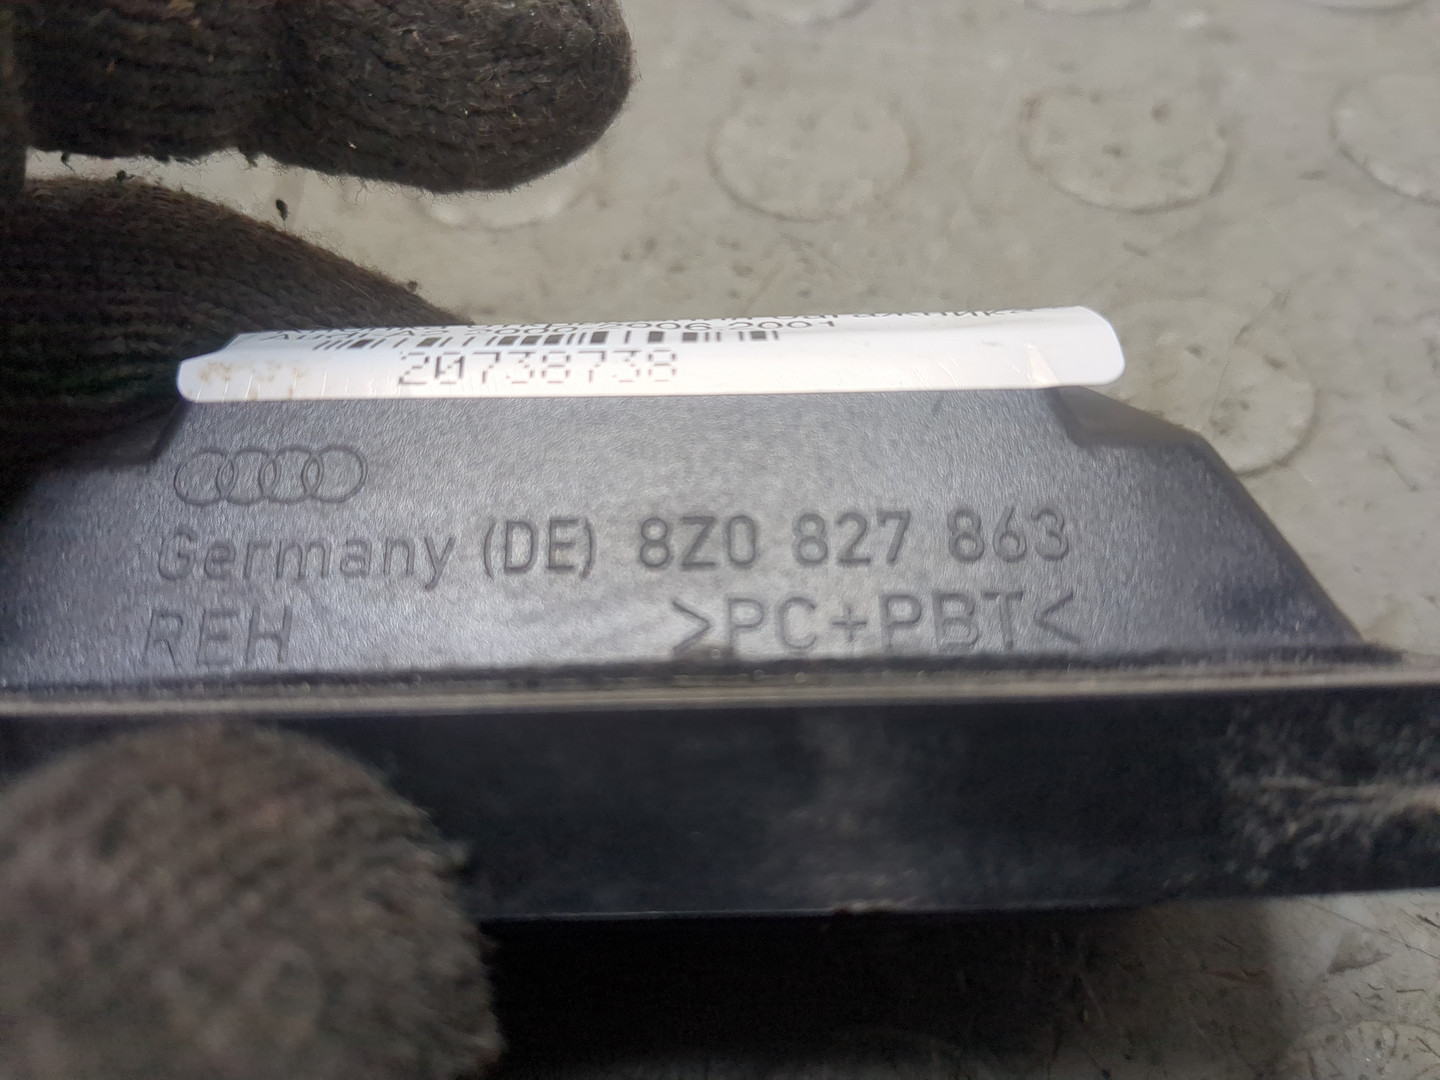 20738738
Germany (DE) 8Z0 827 863
REH >PC+PBT<